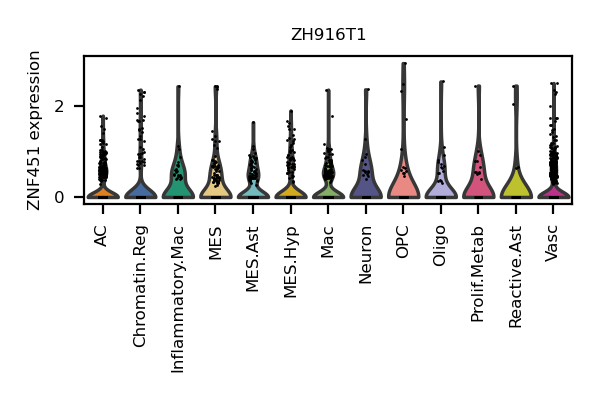 ZH916T1
ZNF451 expression
2
0
AC
Chromatin.Reg
Inflammatory.Mac
MES
MES.Ast
MES.Hyp
Mac
Neuron
OPC
Oligo
Prolif.Metab
Reactive.Ast
Vasc